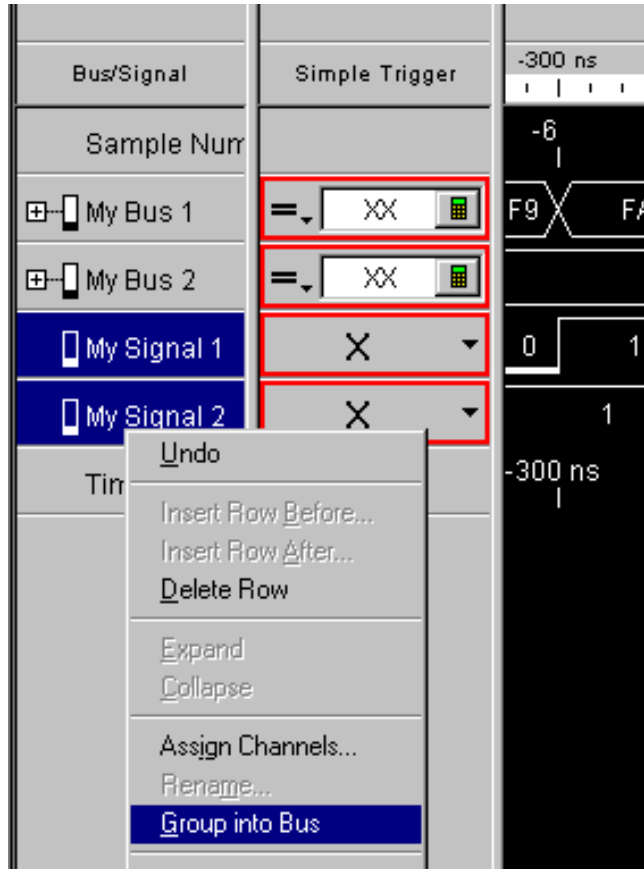 Bus/Signal Simple Trigger -300 ns
Sample Num -6
My Bus 1 = XX F9 FA
My Bus 2 = XX
My Signal 1 X 0 1
My Signal 2 X 1
Tim -300 ns
Undo
Insert Row Before...
Insert Row After...
Delete Row
Expand
Collapse
Assign Channels...
Rename...
Group into Bus